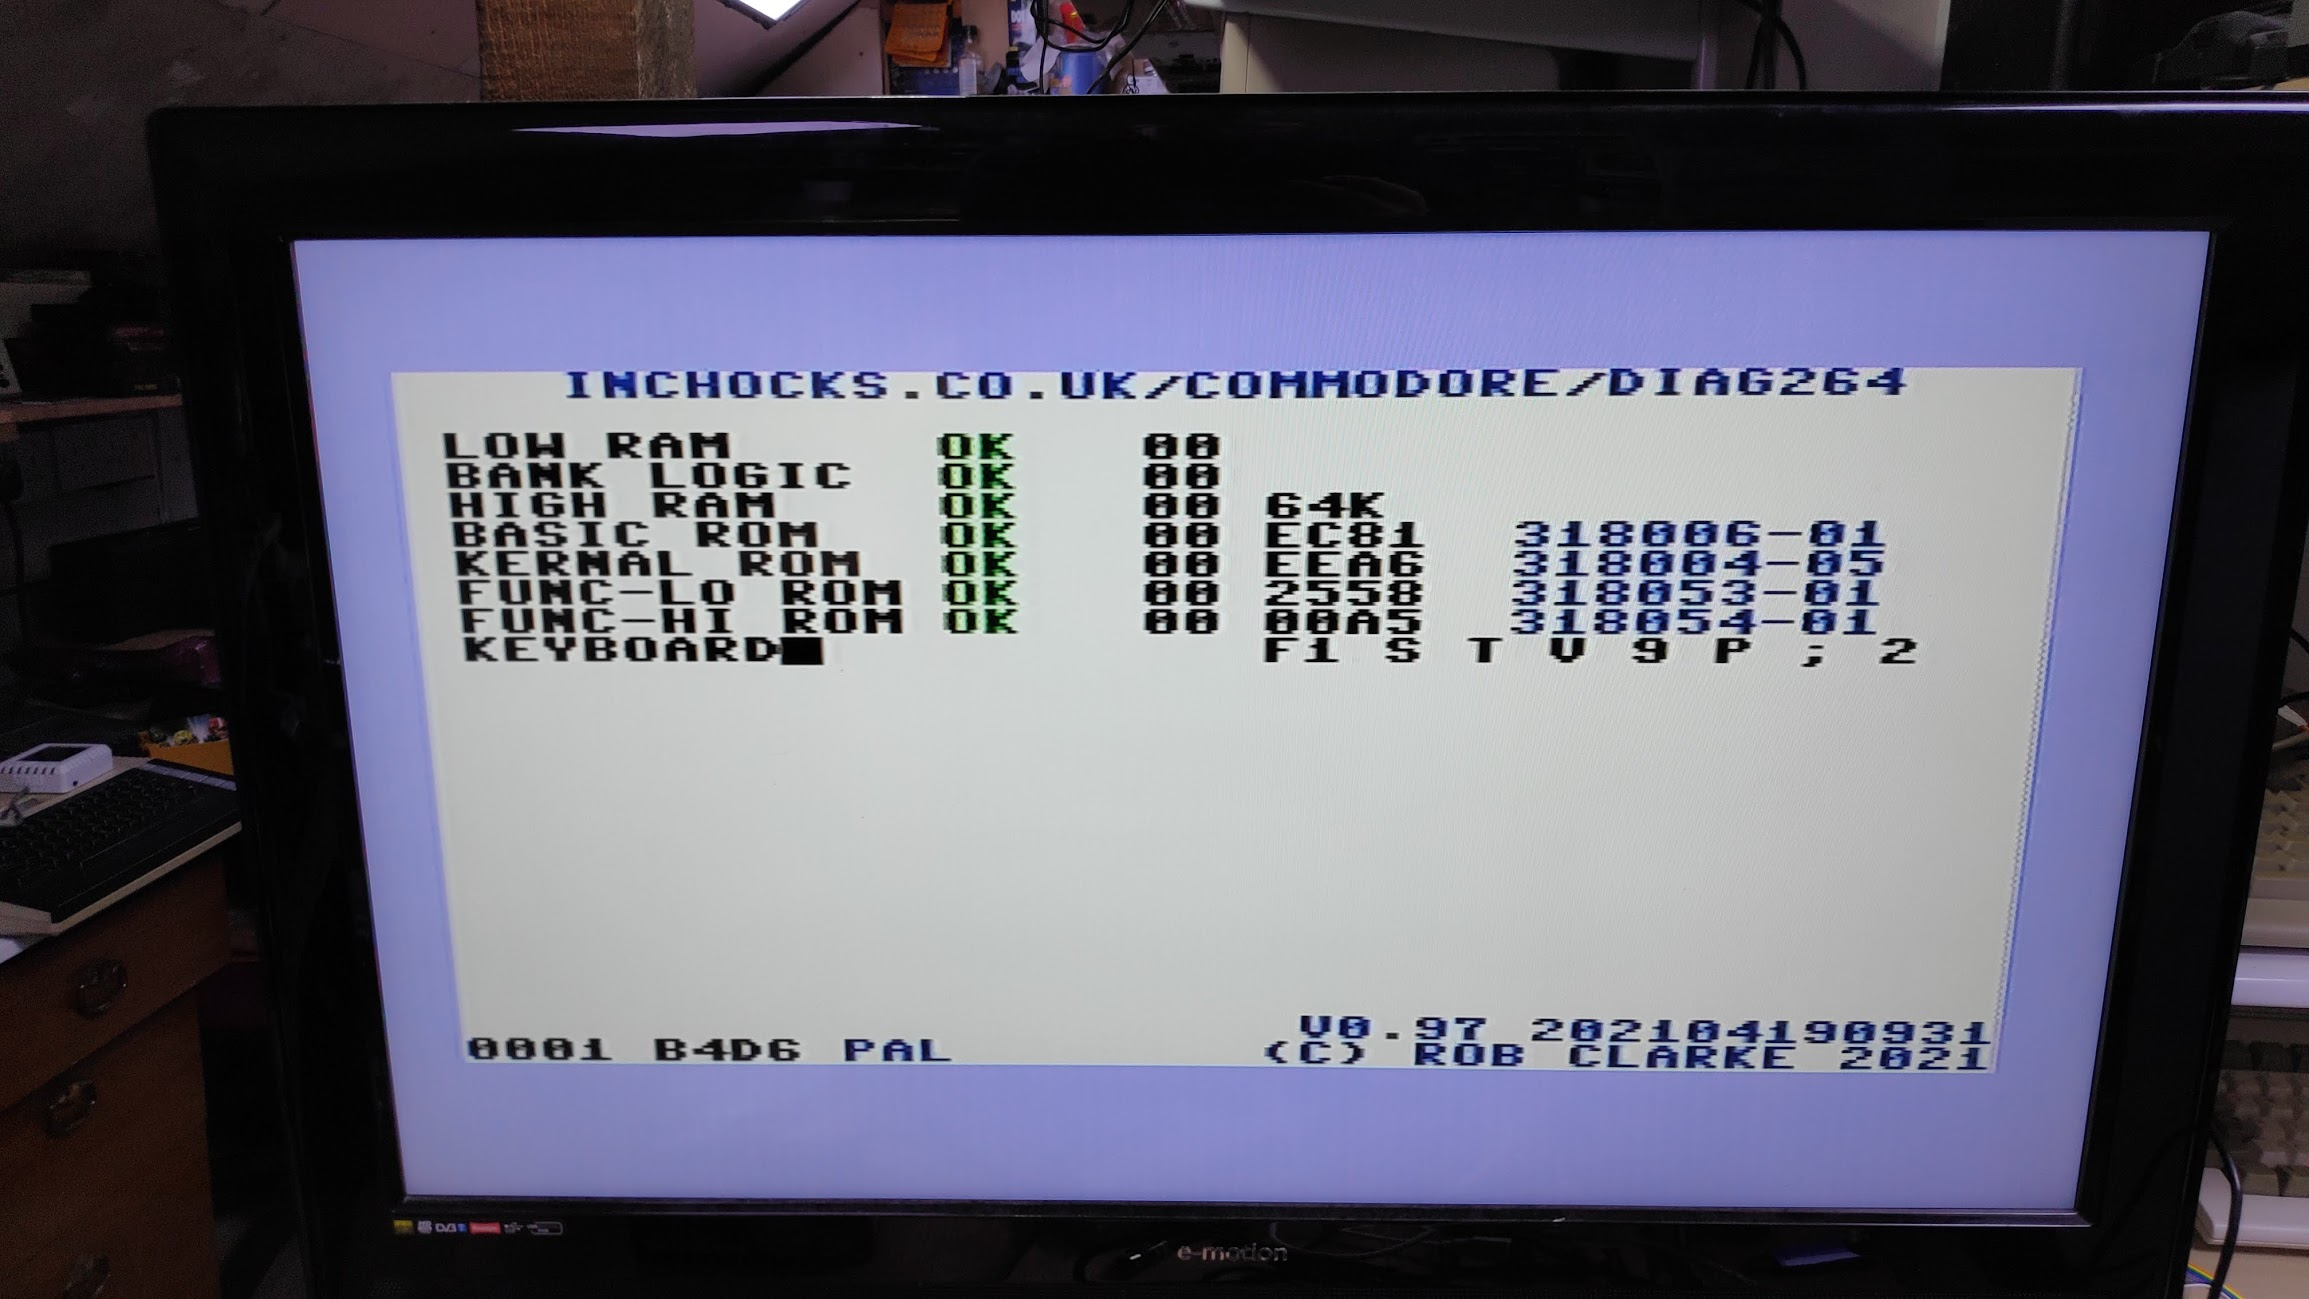 INCHOCKS.CO.UK/COMMODORE/DIAG264
LOW RAM OK 00
BANK LOGIC OK 00
HIGH RAM OK 00 64K
BASIC ROM OK 00 EC81 318006-01
KERNAL ROM OK 00 EEA6 318004-05
FUNC-LO ROM OK 00 2558 318053-01
FUNC-HI ROM OK 00 00A5 318054-01
KEYBOARD F1 S T V 9 P ; 2
V0.97 202104190931
0001 B4D6 PAL (C) ROB CLARKE 2021
DVB
e-motion